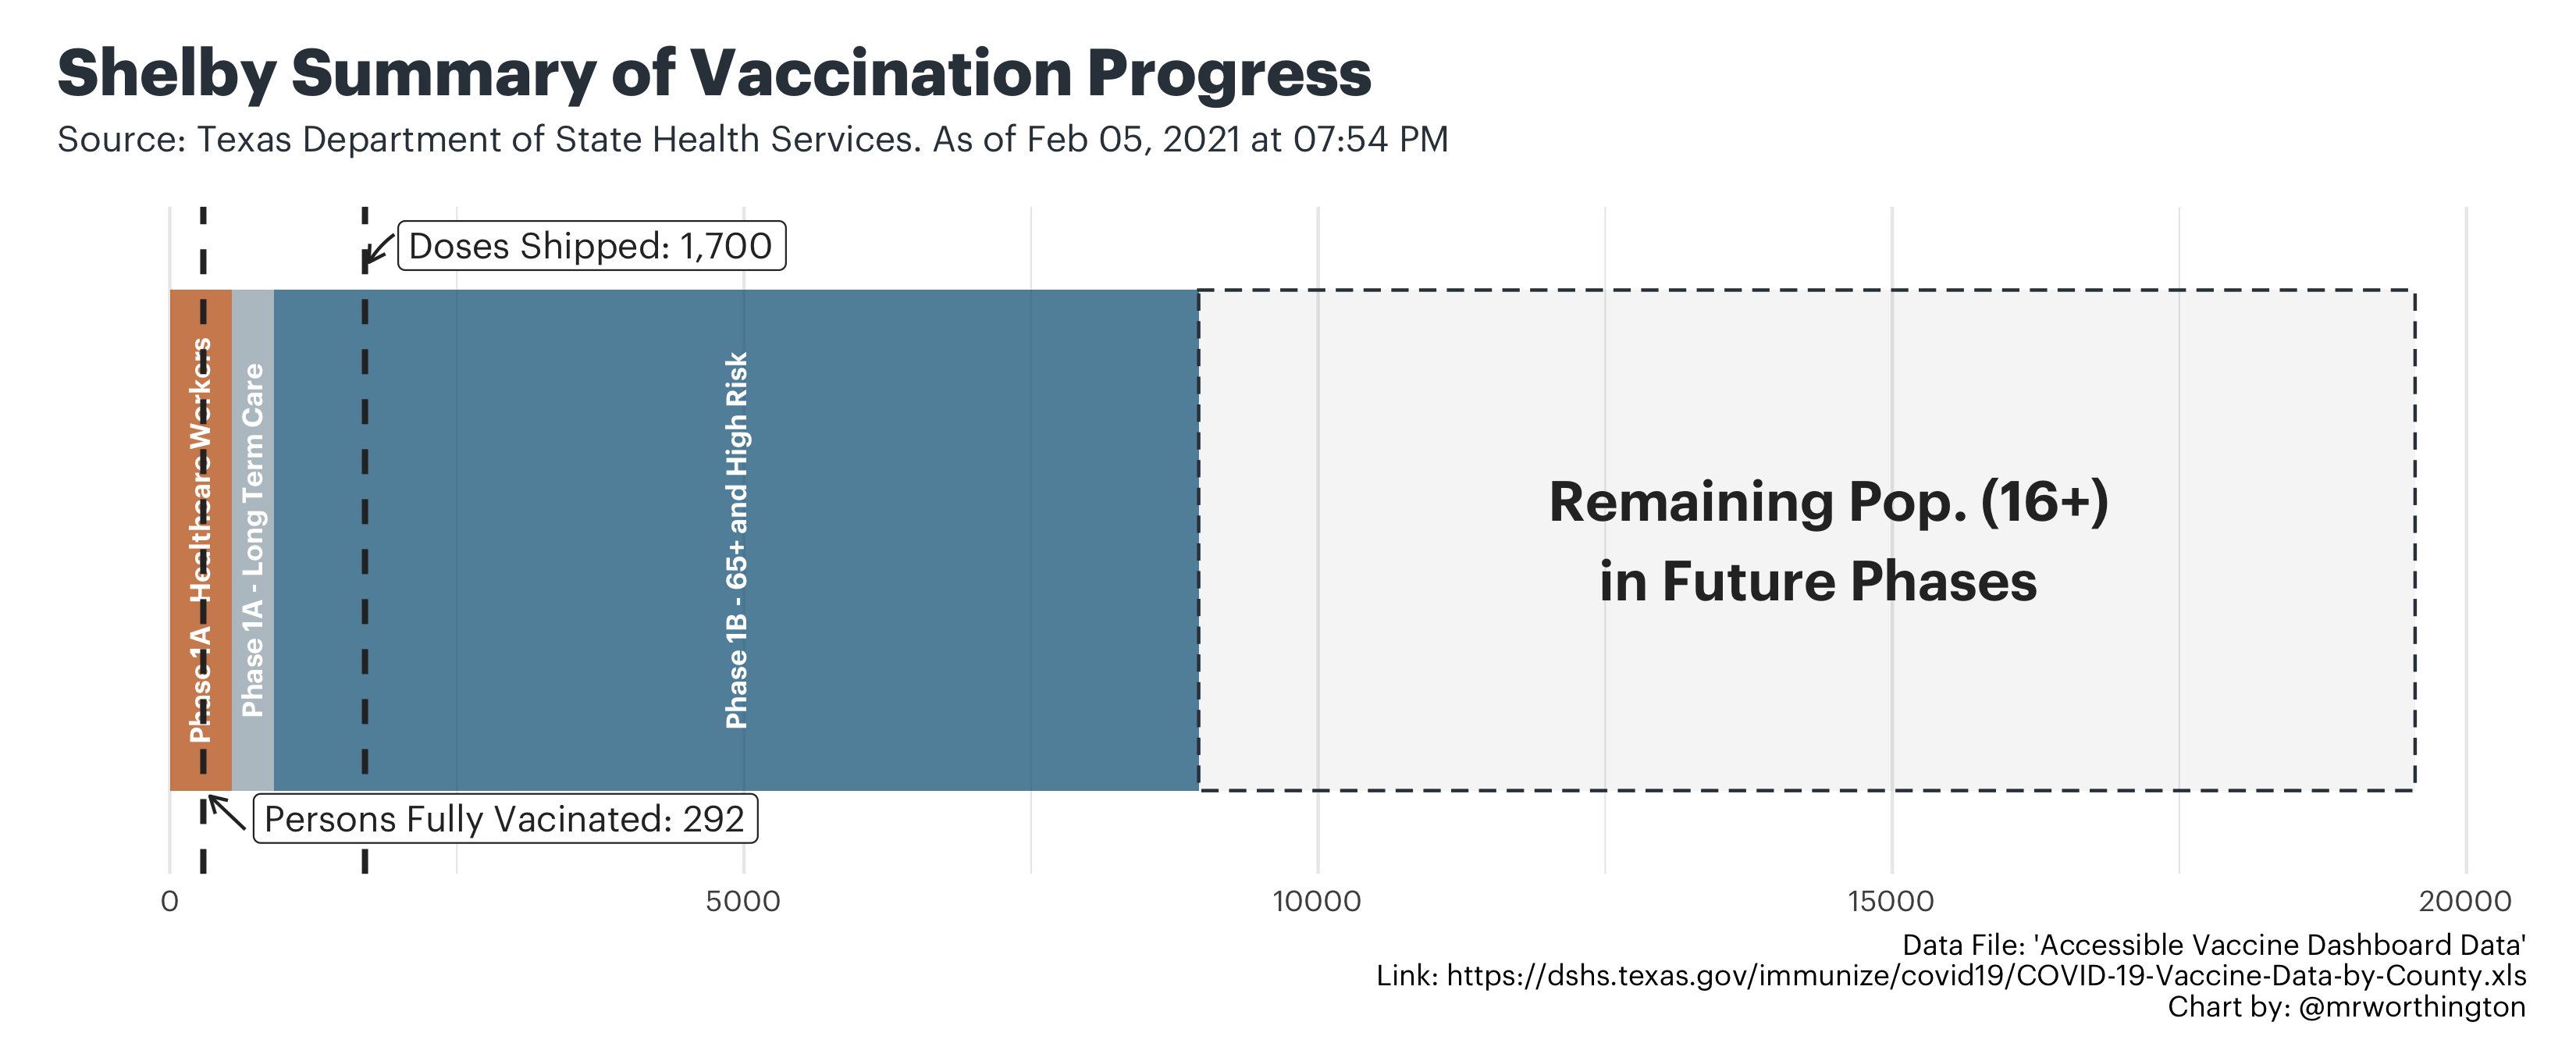 Shelby Summary of Vaccination Progress
Source: Texas Department of State Health Services. As of Feb 05, 2021 at 07:54 PM
Doses Shipped: 1,700
Phase 1A - Healthcare Workers
Phase 1A - Long Term Care
Phase 1B - 65+ and High Risk
Remaining Pop. (16+)
in Future Phases
Persons Fully Vacinated: 292
0 5000 10000 15000 20000
Data File: 'Accessible Vaccine Dashboard Data'
Link: https://dshs.texas.gov/immunize/covid19/COVID-19-Vaccine-Data-by-County.xls
Chart by: @mrworthington